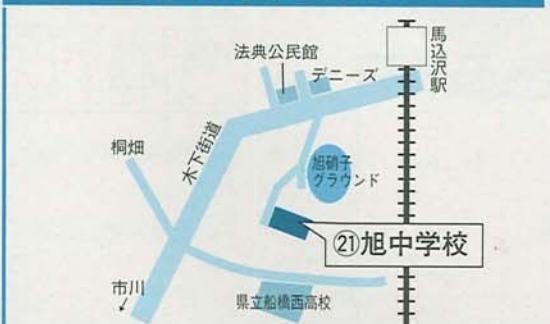 馬込沢駅
法典公民館
デニーズ
木下街道
桐畑
旭硝子
グラウンド
㉑旭中学校
市川
県立船橋西高校